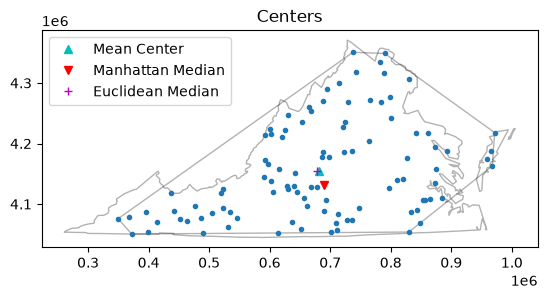 Centers
1e6
Mean Center
Manhattan Median
Euclidean Median
4.3
4.2
4.1
0.3 0.4 0.5 0.6 0.7 0.8 0.9 1.0
1e6